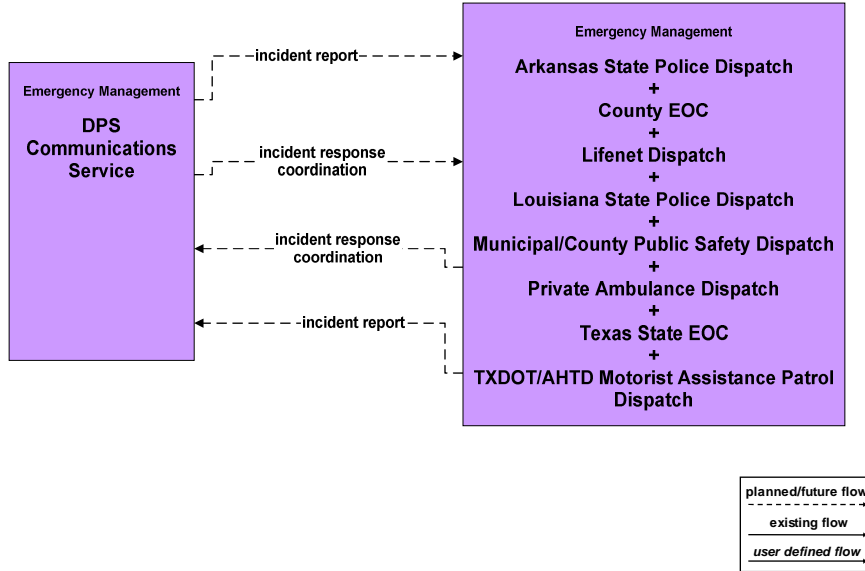 Emergency Management
DPS
Communications
Service
incident report
incident response
coordination
incident response
coordination
incident report
Emergency Management
Arkansas State Police Dispatch
+
County EOC
+
Lifenet Dispatch
+
Louisiana State Police Dispatch
+
Municipal/County Public Safety Dispatch
+
Private Ambulance Dispatch
+
Texas State EOC
+
TXDOT/AHTD Motorist Assistance Patrol
Dispatch
planned/future flow
existing flow
user defined flow